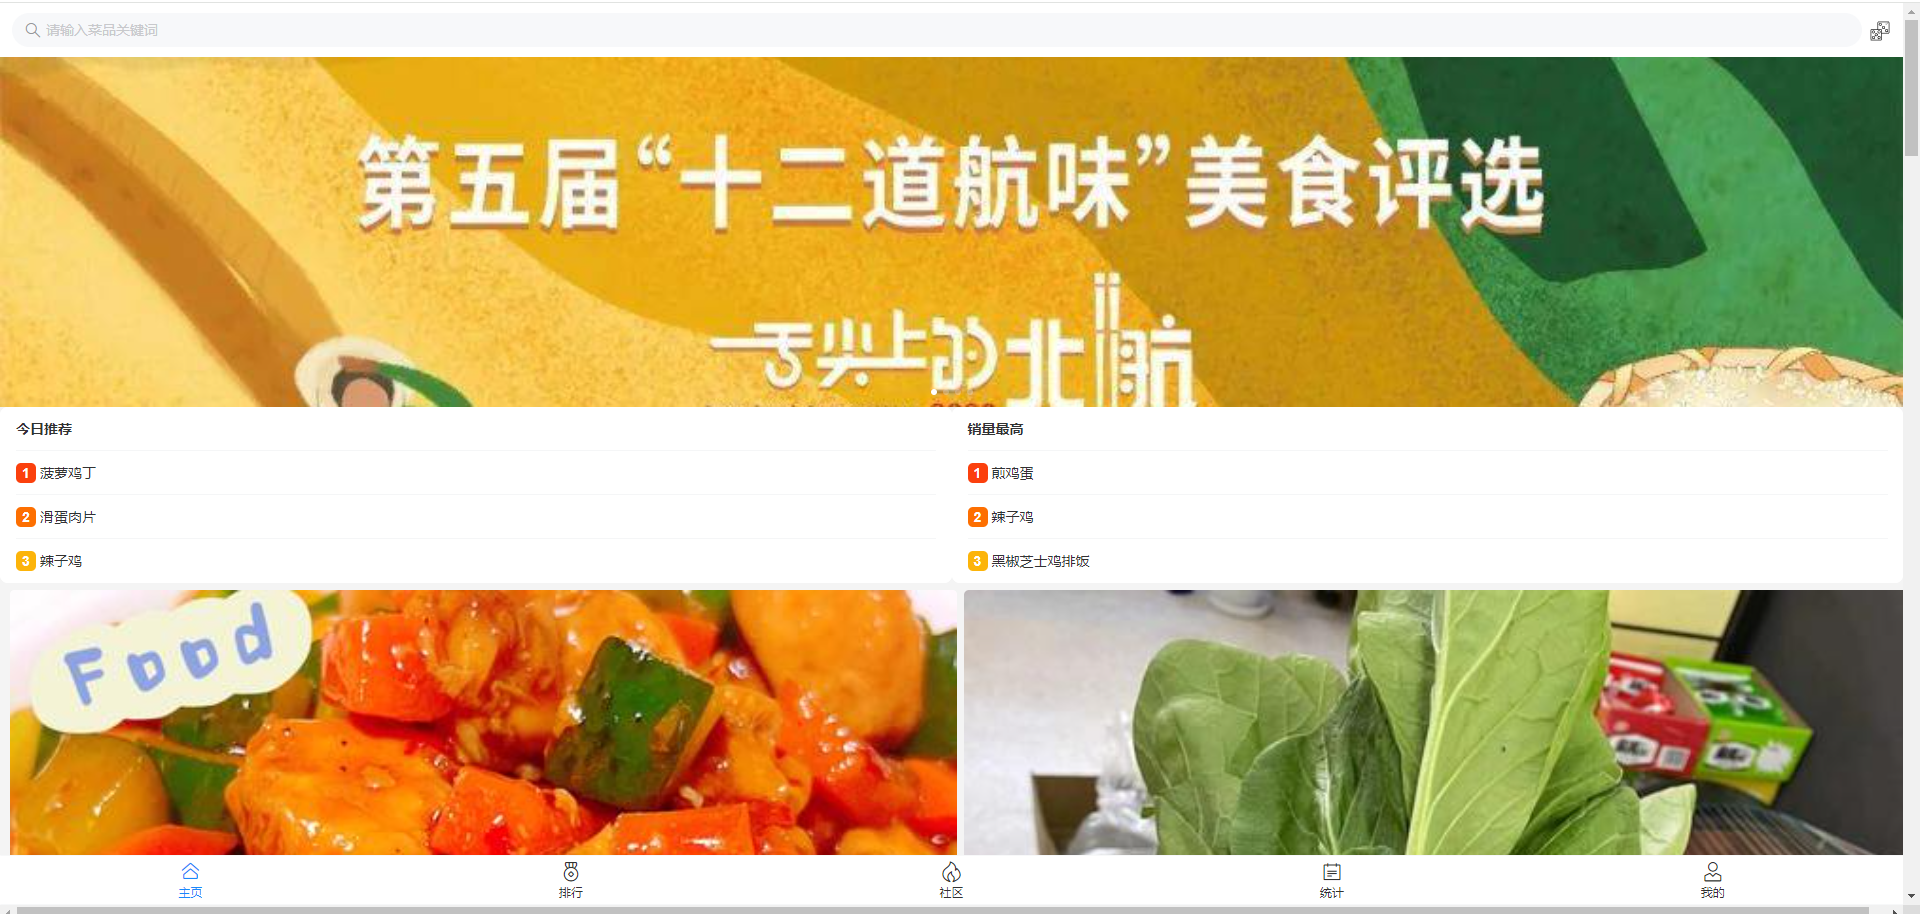 请输入菜品关键词
第五届“十二道航味”美食评选
舌尖上的北航
今日推荐
1 菠萝鸡丁
2 滑蛋肉片
3 辣子鸡
销量最高
1 煎鸡蛋
2 辣子鸡
3 黑椒芝士鸡排饭
Food
主页
排行
社区
统计
我的